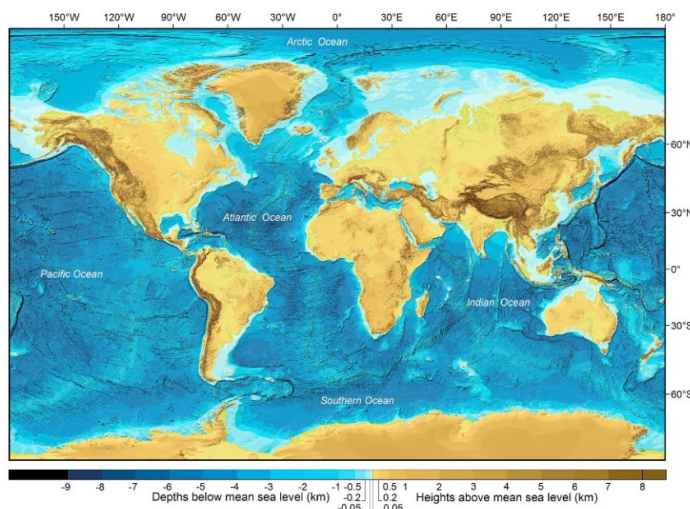 150°W 120°W 90°W 60°W 30°W 0° 30°E 60°E 90°E 120°E 150°E 180°
Arctic Ocean
60°N
Atlantic Ocean
30°N
Pacific Ocean
0°
Indian Ocean
30°S
Southern Ocean
60°S
-9 -8 -7 -6 -5 -4 -3 -2 -1 -0.5 0.5 1 2 3 4 5 6 7 8
Depths below mean sea level (km) -0.2 0.2 Heights above mean sea level (km)
-0.05 0.05